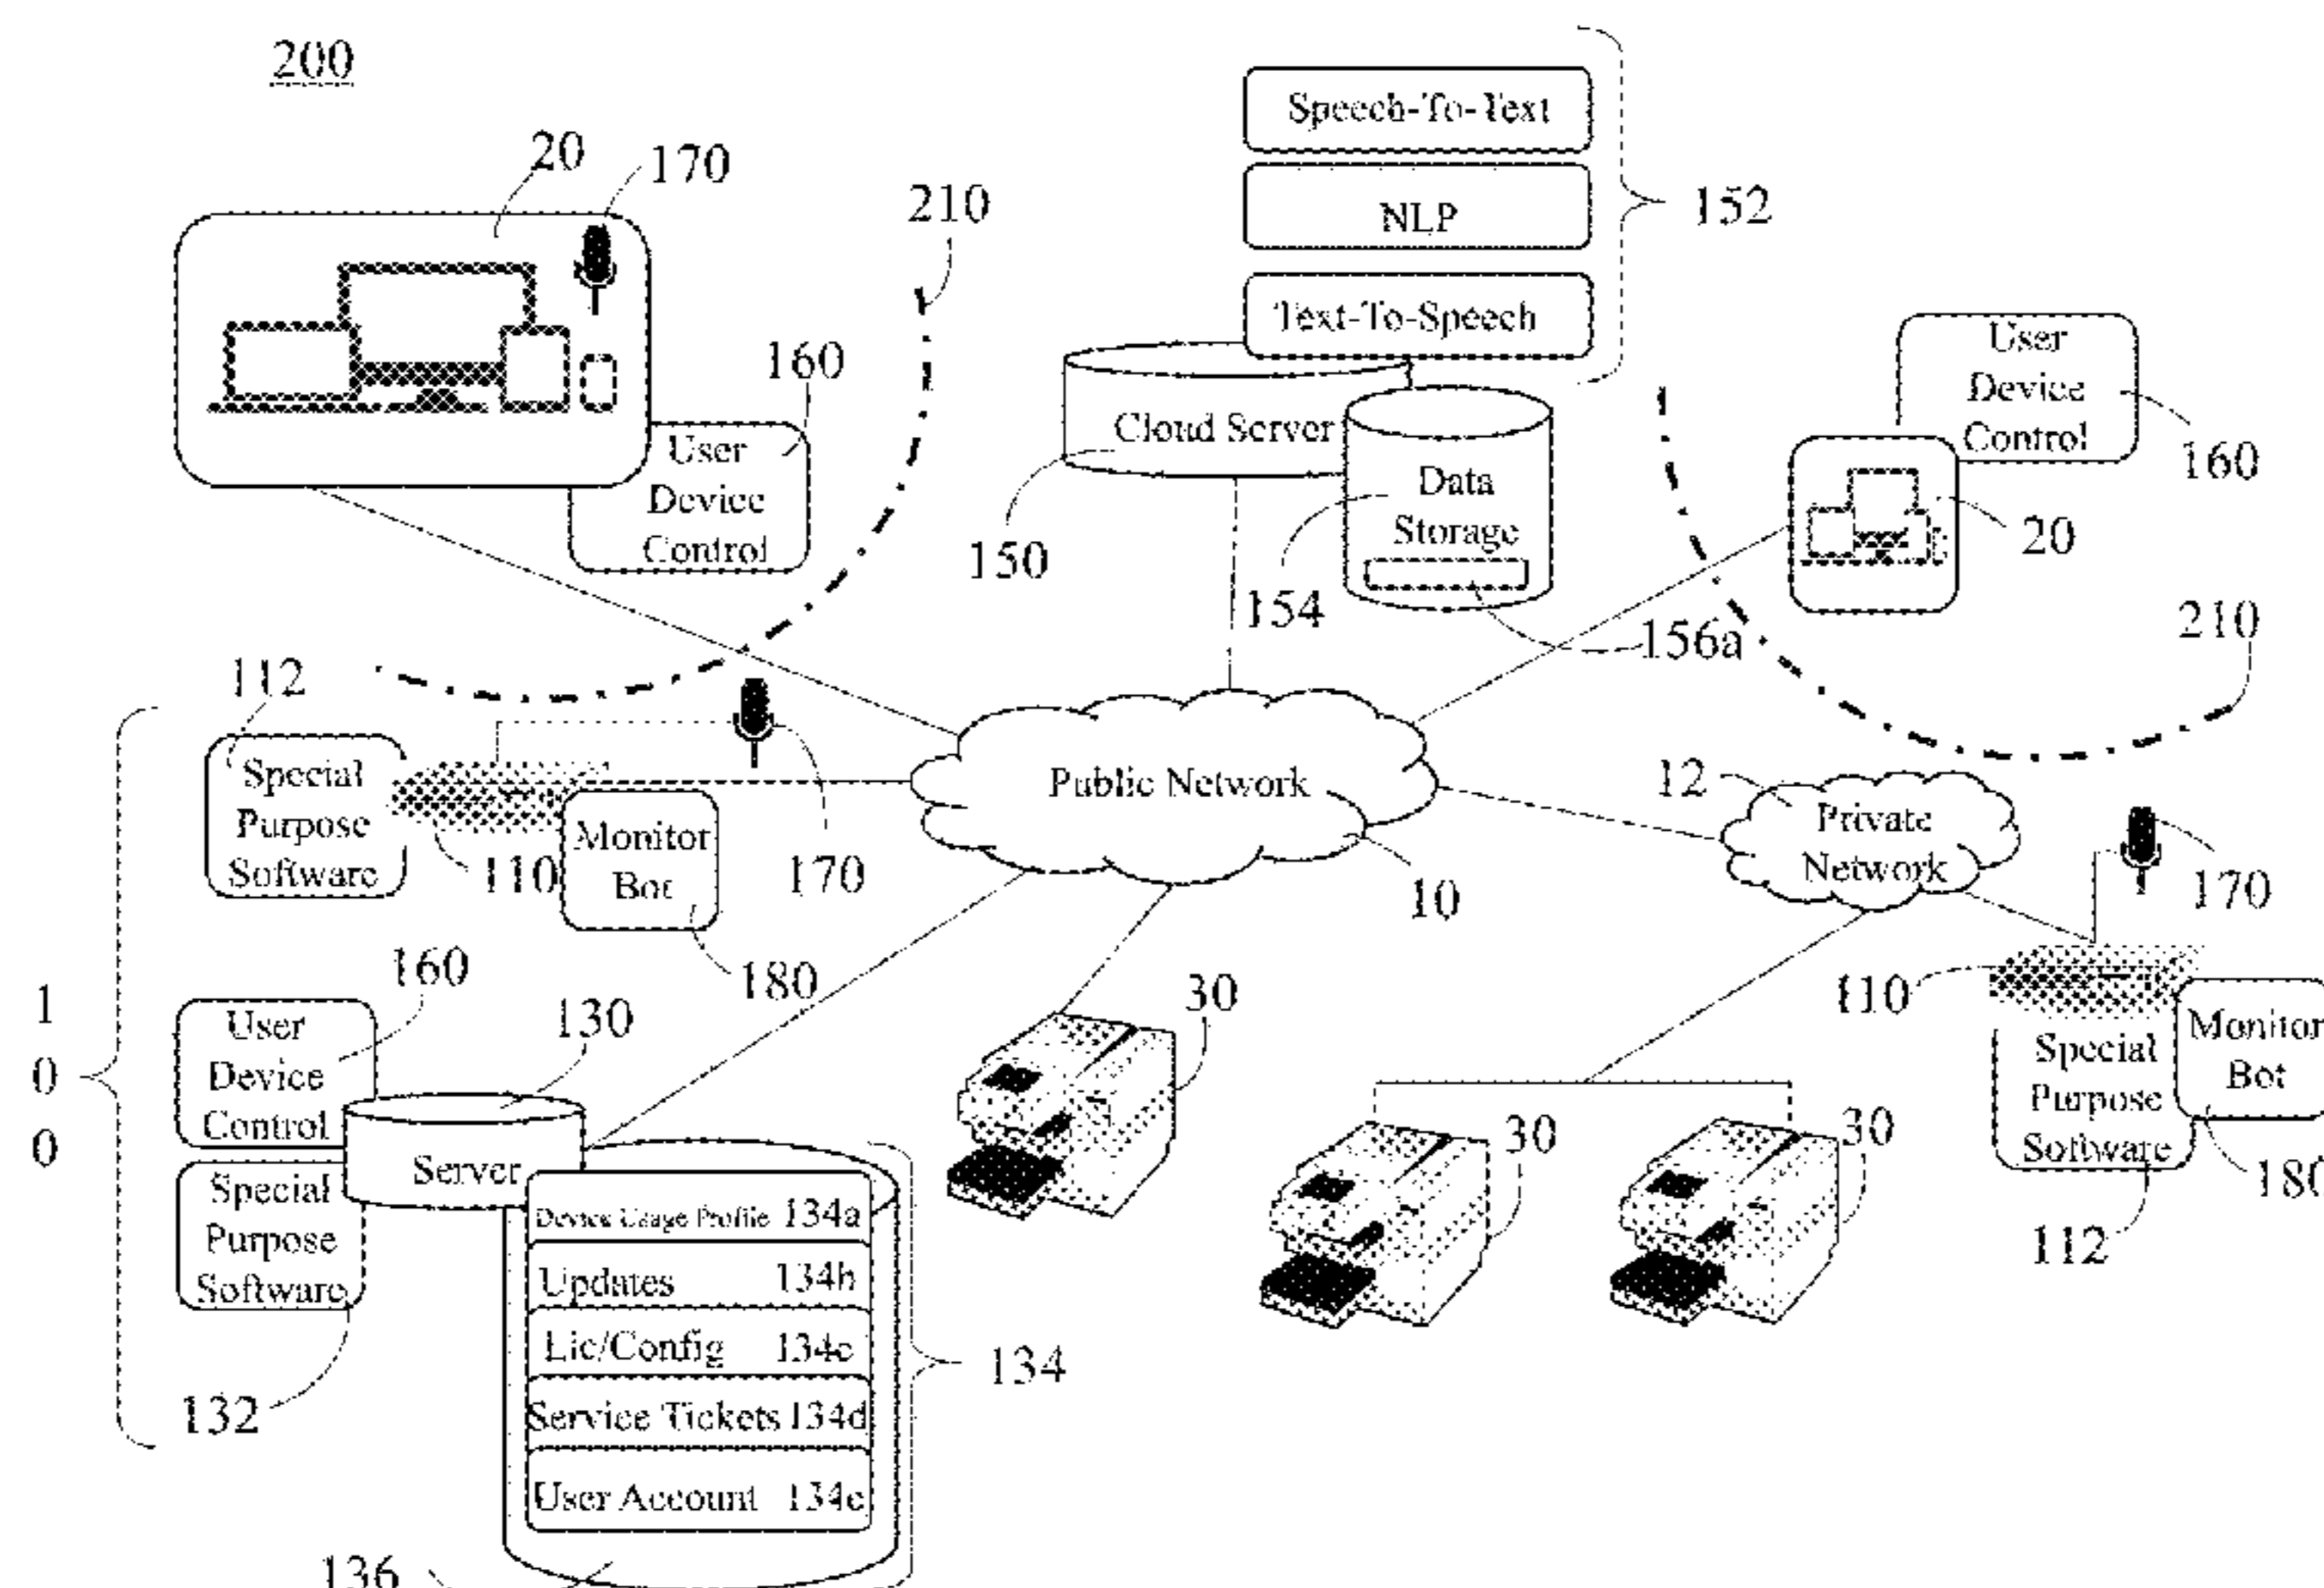 200
Speech-To-Text
20
170
210
NLP
152
Text-To-Speech
160
User
Device
Control
Cloud Server
150
Data
Storage
154
156a
User
Device
Control
160
20
210
112
Special
Purpose
Software
110
Monitor
Bot
180
170
Public Network
10
12
Private
Network
170
110
Monitor
Bot
180
Special
Purpose
Software
112
100
160
User
Device
Control
130
Server
Special
Purpose
Software
132
Device Usage Profile 134a
Updates 134b
Lic/Config 134c
Service Tickets 134d
User Account 134e
134
136
30
30
30